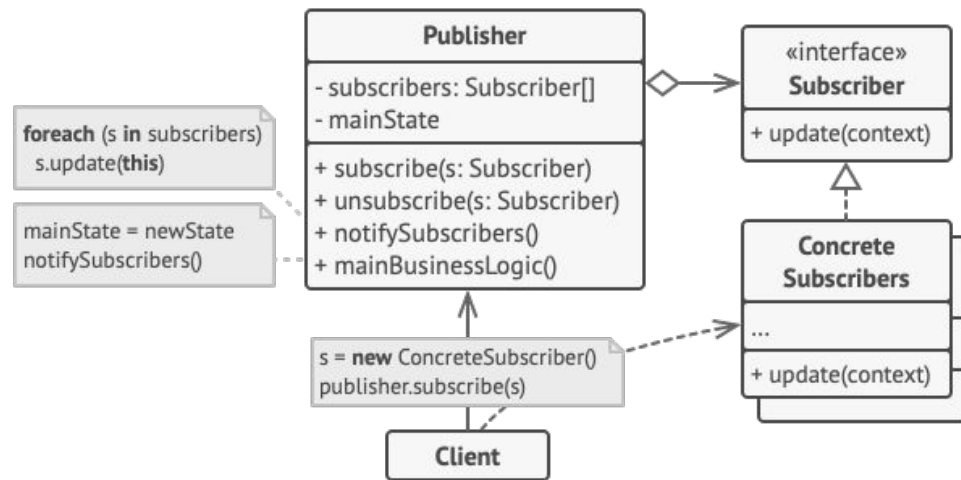 Publisher
- subscribers: Subscriber[]
- mainState
+ subscribe(s: Subscriber)
+ unsubscribe(s: Subscriber)
+ notifySubscribers()
+ mainBusinessLogic()
foreach (s in subscribers)
s.update(this)
mainState = newState
notifySubscribers()
«interface»
Subscriber
+ update(context)
Concrete
Subscribers
...
+ update(context)
s = new ConcreteSubscriber()
publisher.subscribe(s)
Client